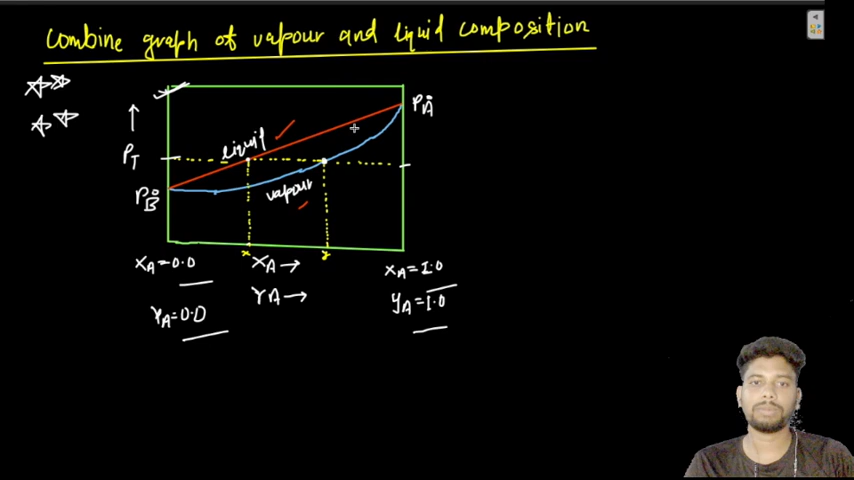 Combine graph of vapour and liquid composition
P°A
liquid
PT
vapour
P°B
x y
XA=0.0 XA→ XA=1.0
YA→
YA=0.0 yA=1.0